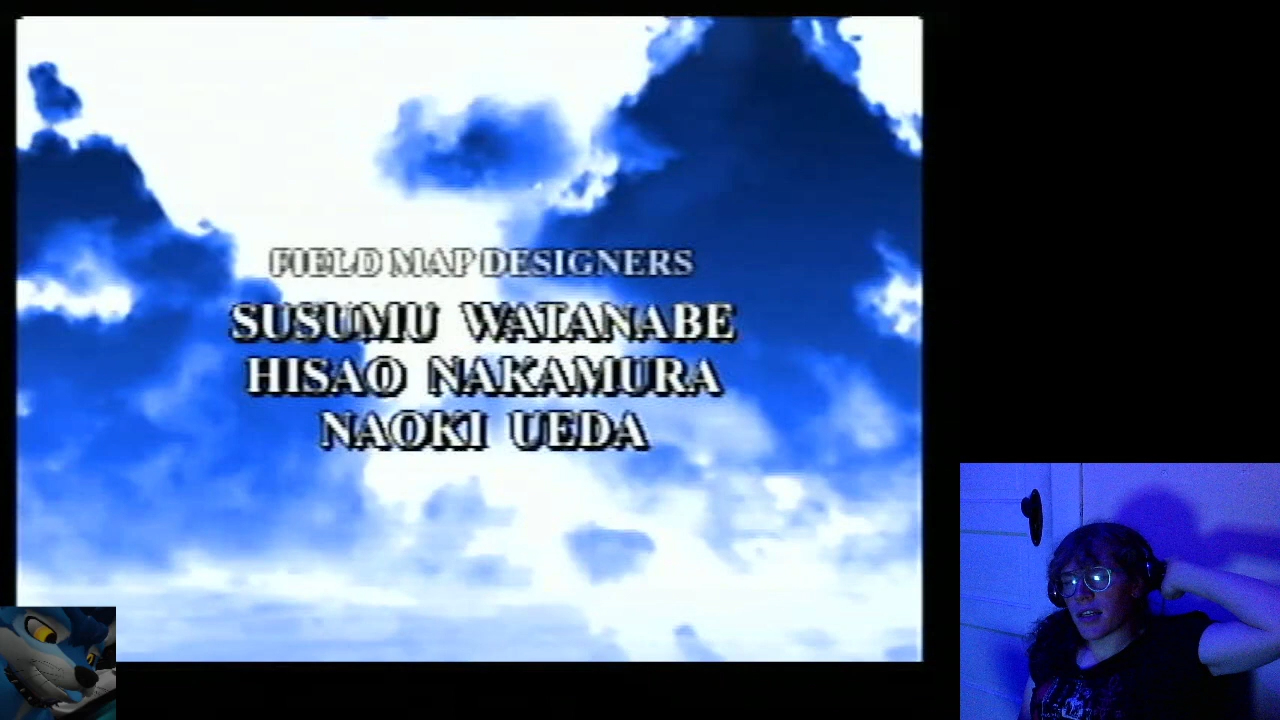 FIELD MAP DESIGNERS
SUSUMU WATANABE
HISAO NAKAMURA
NAOKI UEDA